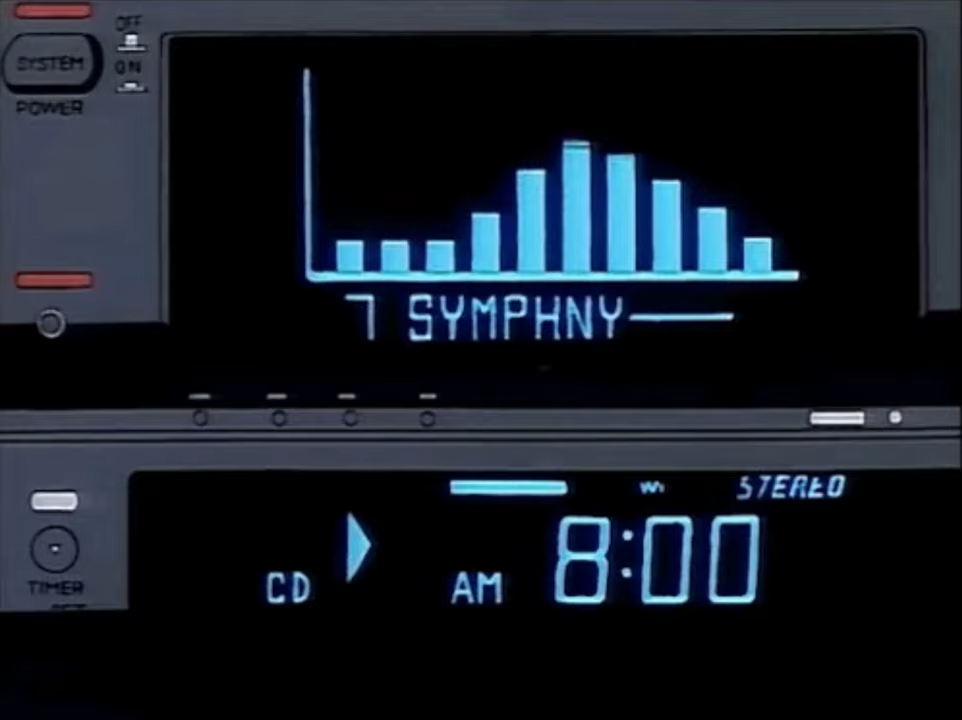 OFF
SYSTEM
ON
POWER
7 SYMPHNY
STEREO
8:00
CD
AM
TIMER